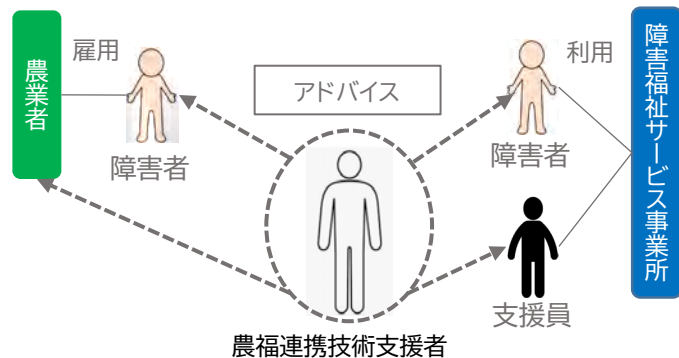 農業者
雇用
障害者
アドバイス
農福連携技術支援者
利用
障害者
支援員
障害福祉サービス事業所